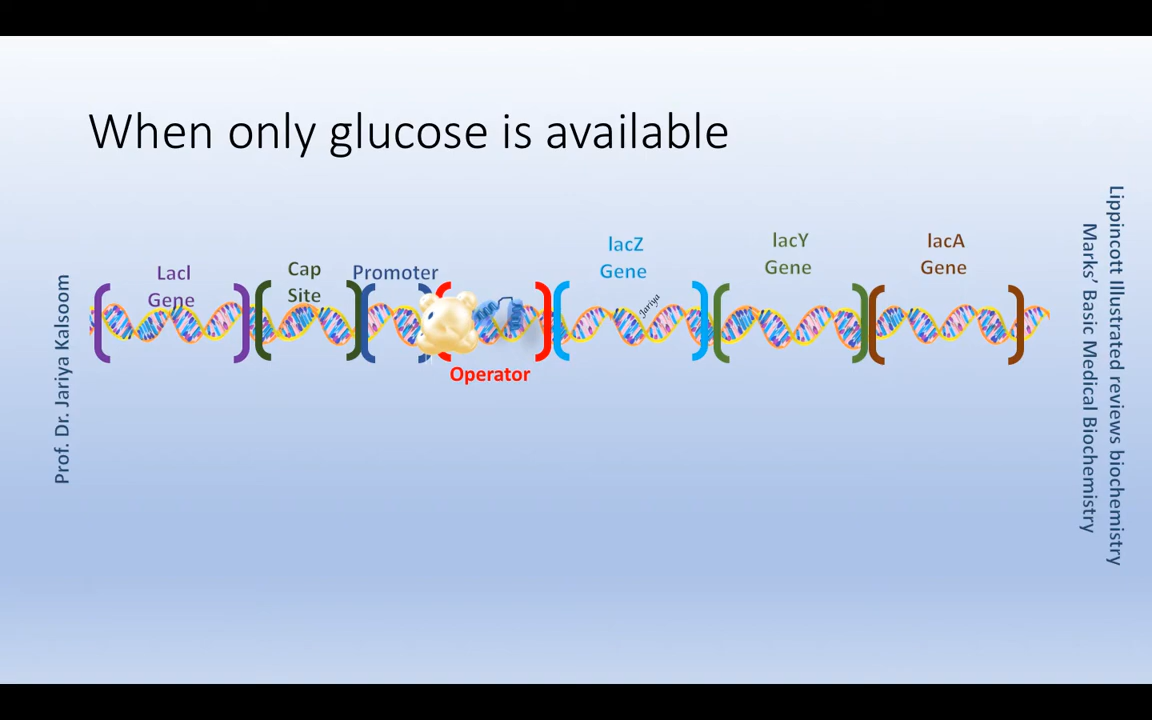 When only glucose is available
LacI
Gene
Cap
Site
Promoter
Operator
lacZ
Gene
lacY
Gene
lacA
Gene
Jariya
Prof. Dr. Jariya Kalsoom
Lippincott Illustrated reviews biochemistry
Marks' Basic Medical Biochemistry